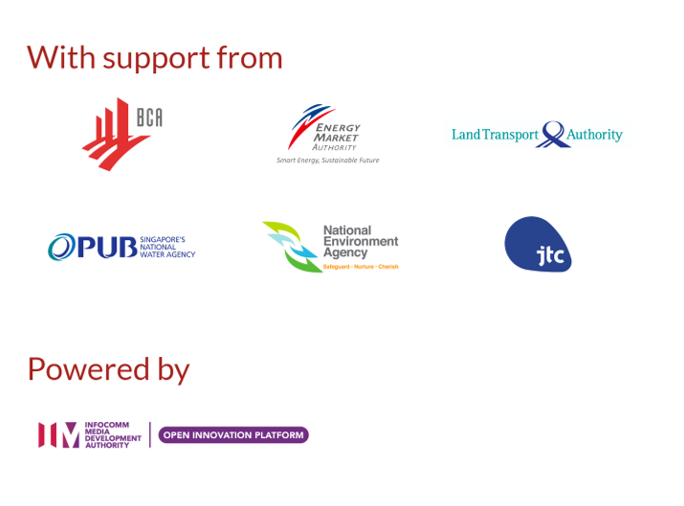 With support from
BCA
ENERGY
MARKET
AUTHORITY
Smart Energy, Sustainable Future
Land Transport Authority
PUB SINGAPORE'S
NATIONAL
WATER AGENCY
National
Environment
Agency
Safeguard · Nurture · Cherish
jtc
Powered by
IM INFOCOMM
MEDIA
DEVELOPMENT
AUTHORITY
OPEN INNOVATION PLATFORM